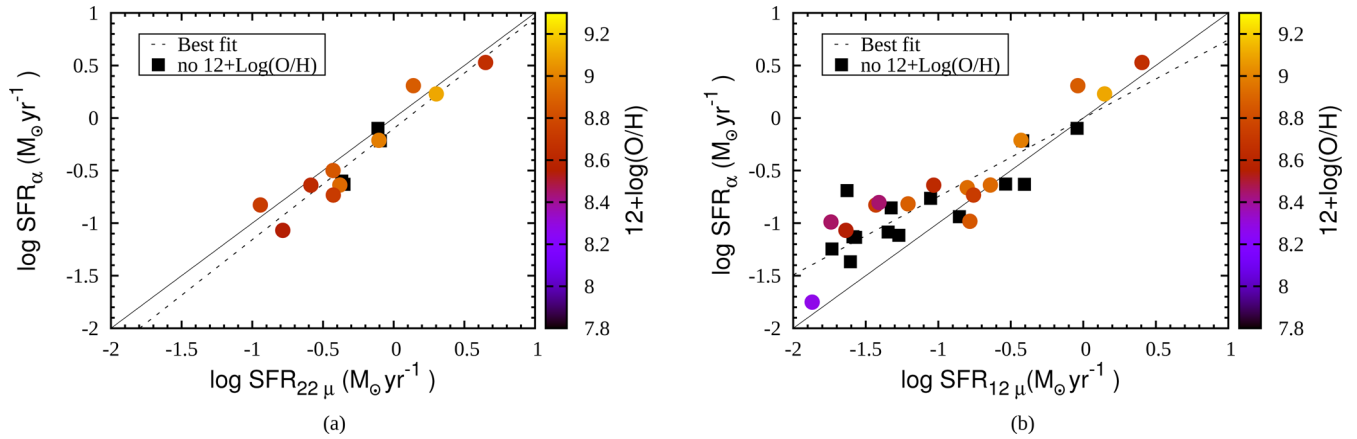 Best fit
no 12+Log(O/H)
1
0.5
0
-0.5
-1
-1.5
-2
-2 -1.5 -1 -0.5 0 0.5 1
log SFRα (M⊙yr-1 )
log SFR22 μ (M⊙yr-1 )
9.2
9
8.8
8.6
8.4
8.2
8
7.8
12+log(O/H)
(a)
Best fit
no 12+Log(O/H)
1
0.5
0
-0.5
-1
-1.5
-2
-2 -1.5 -1 -0.5 0 0.5 1
log SFRα (M⊙yr-1 )
log SFR12 μ(M⊙yr-1 )
9.2
9
8.8
8.6
8.4
8.2
8
7.8
12+log(O/H)
(b)